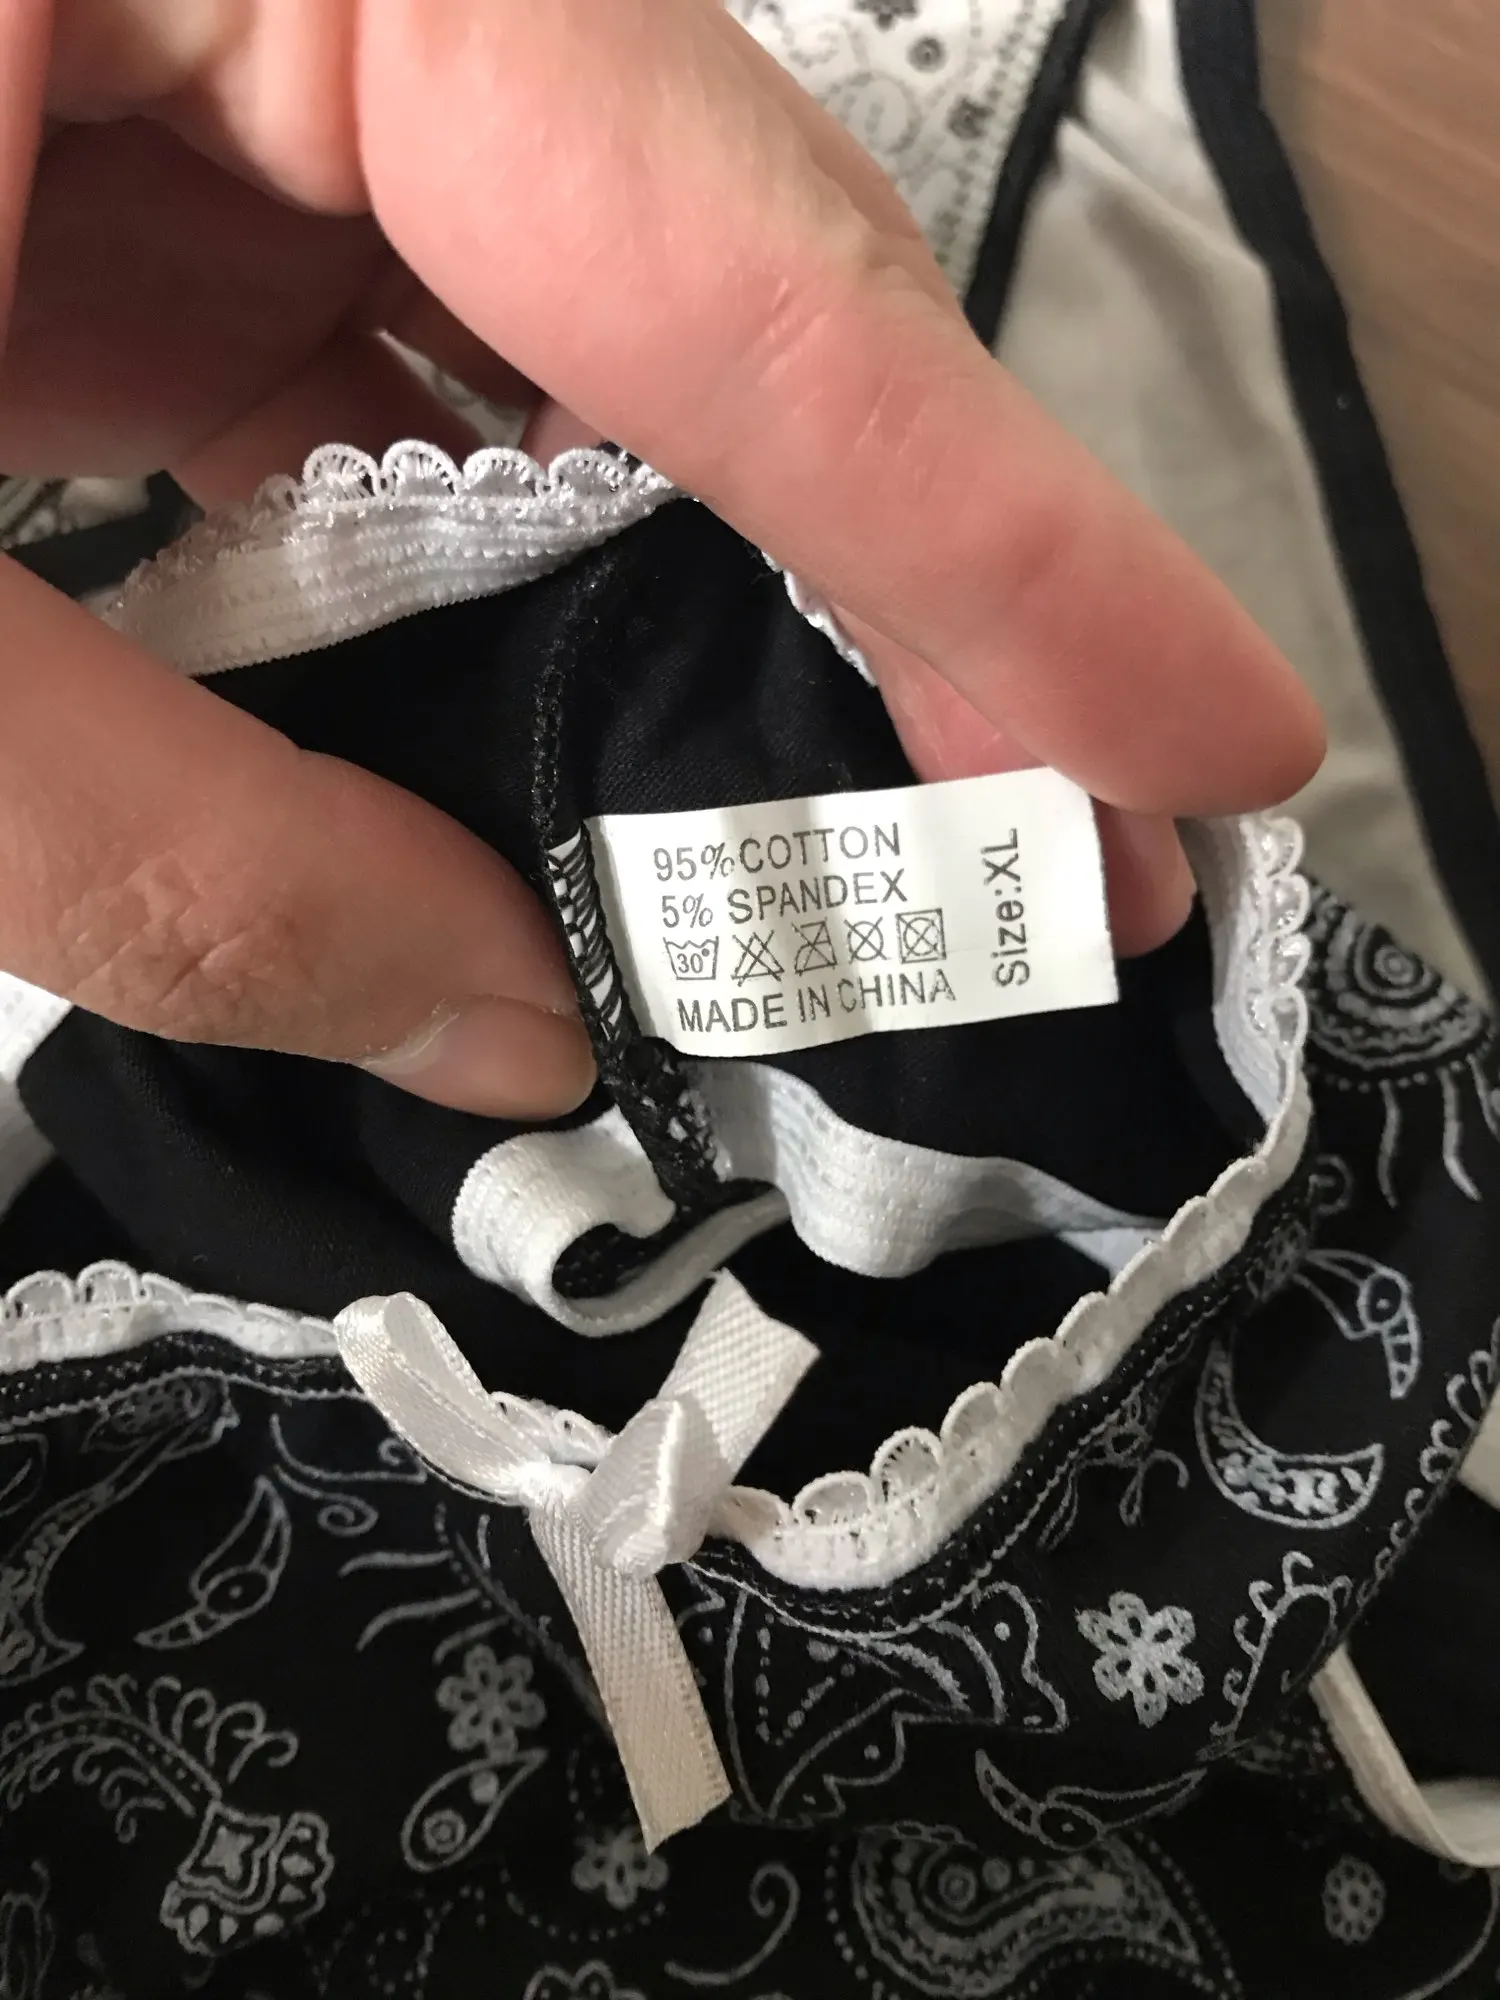 95% COTTON
5% SPANDEX
30°
MADE IN CHINA
Size:XL